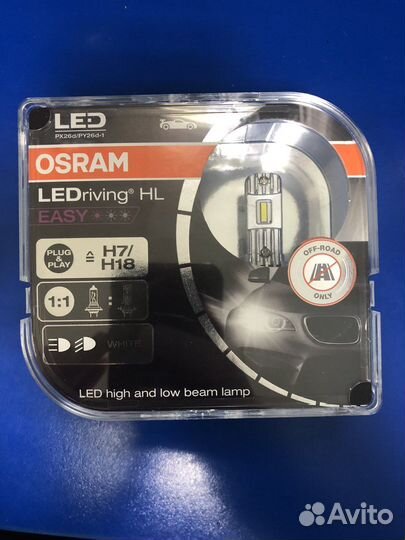 LED
PX26d/PY26d-1
OSRAM
LEDriving® HL
EASY
PLUG
&
PLAY
≙ H7/
H18
OFF-ROAD
ONLY
1:1
:
WHITE
LED high and low beam lamp
Avito